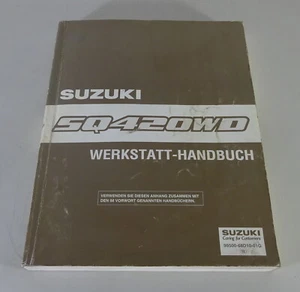 SUZUKI
SQ420WD
WERKSTATT-HANDBUCH
VERWENDEN SIE DIESEN ANHANG ZUSAMMEN MIT
DEN IM VORWORT GENANNTEN HANDBÜCHERN.
SUZUKI
Caring for Customers